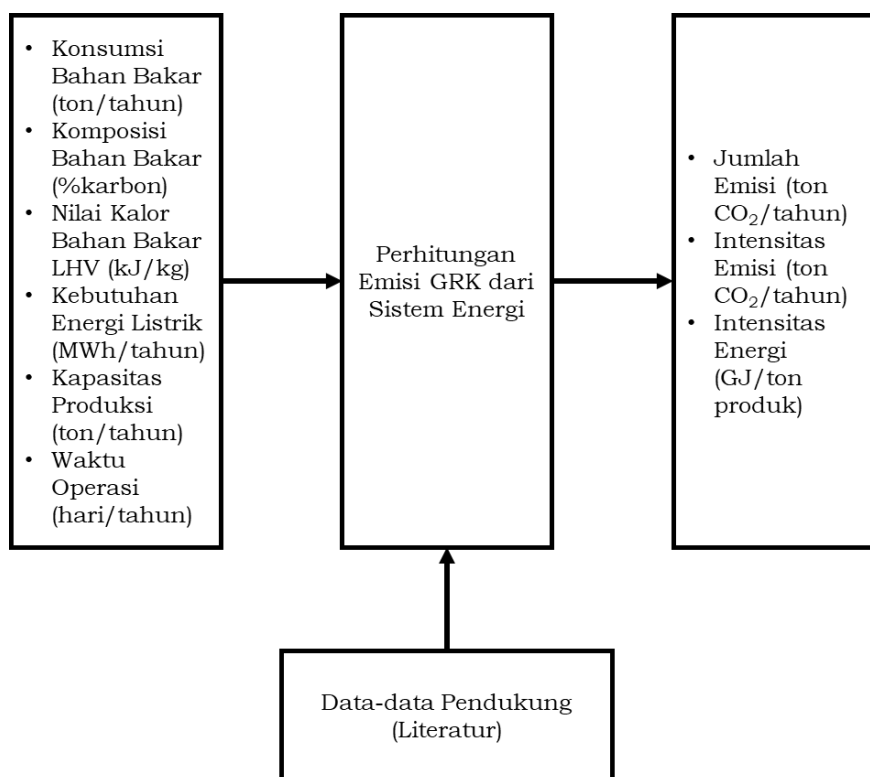 • Konsumsi
Bahan Bakar
(ton/tahun)
• Komposisi
Bahan Bakar
(%karbon)
• Nilai Kalor
Bahan Bakar
LHV (kJ/kg)
• Kebutuhan
Energi Listrik
(MWh/tahun)
• Kapasitas
Produksi
(ton/tahun)
• Waktu
Operasi
(hari/tahun)
Perhitungan
Emisi GRK dari
Sistem Energi
• Jumlah
Emisi (ton
CO₂/tahun)
• Intensitas
Emisi (ton
CO₂/tahun)
• Intensitas
Energi
(GJ/ton
produk)
Data-data Pendukung
(Literatur)